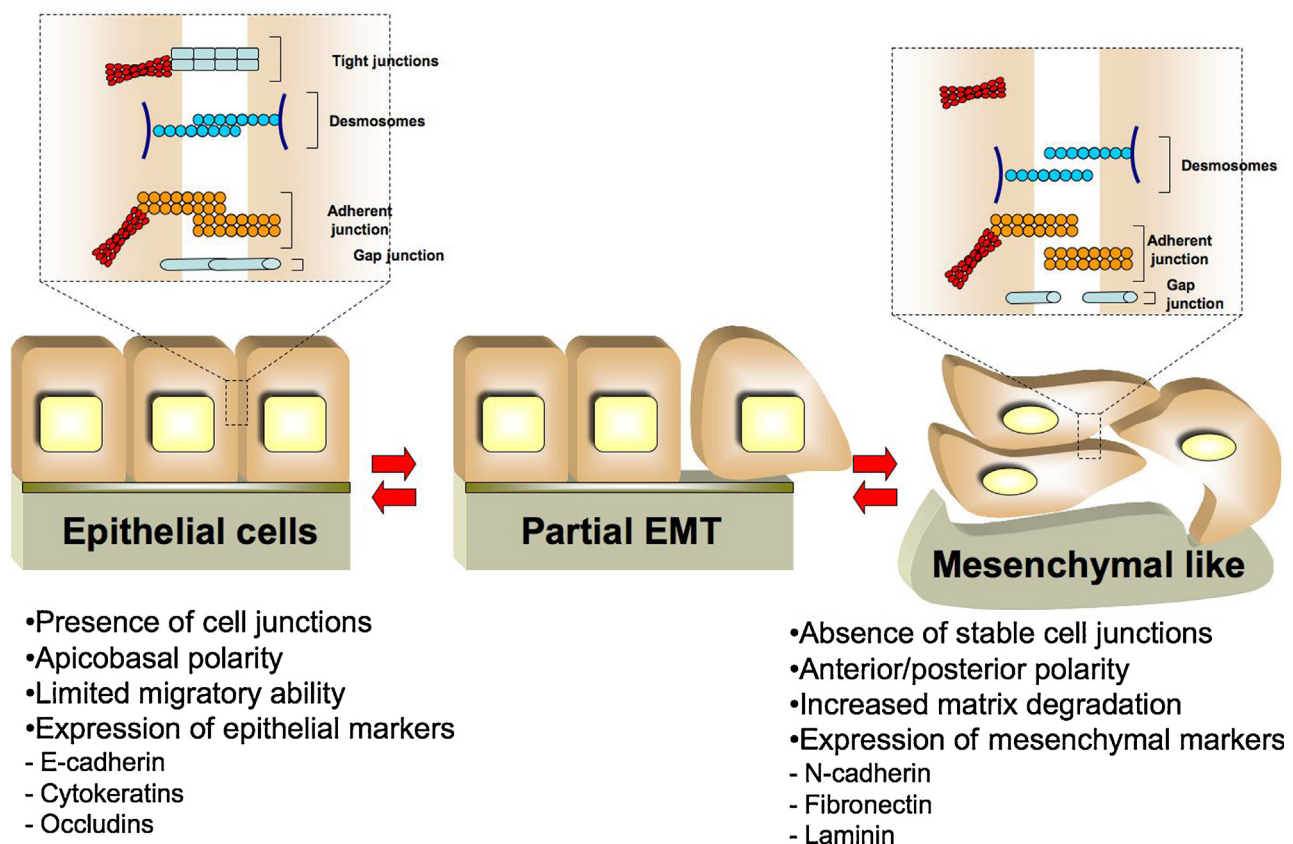 Tight junctions
Desmosomes
Adherent
junction
Gap junction
Desmosomes
Adherent
junction
Gap
junction
Epithelial cells
Partial EMT
Mesenchymal like
•Presence of cell junctions
•Apicobasal polarity
•Limited migratory ability
•Expression of epithelial markers
- E-cadherin
- Cytokeratins
- Occludins
•Absence of stable cell junctions
•Anterior/posterior polarity
•Increased matrix degradation
•Expression of mesenchymal markers
- N-cadherin
- Fibronectin
- Laminin